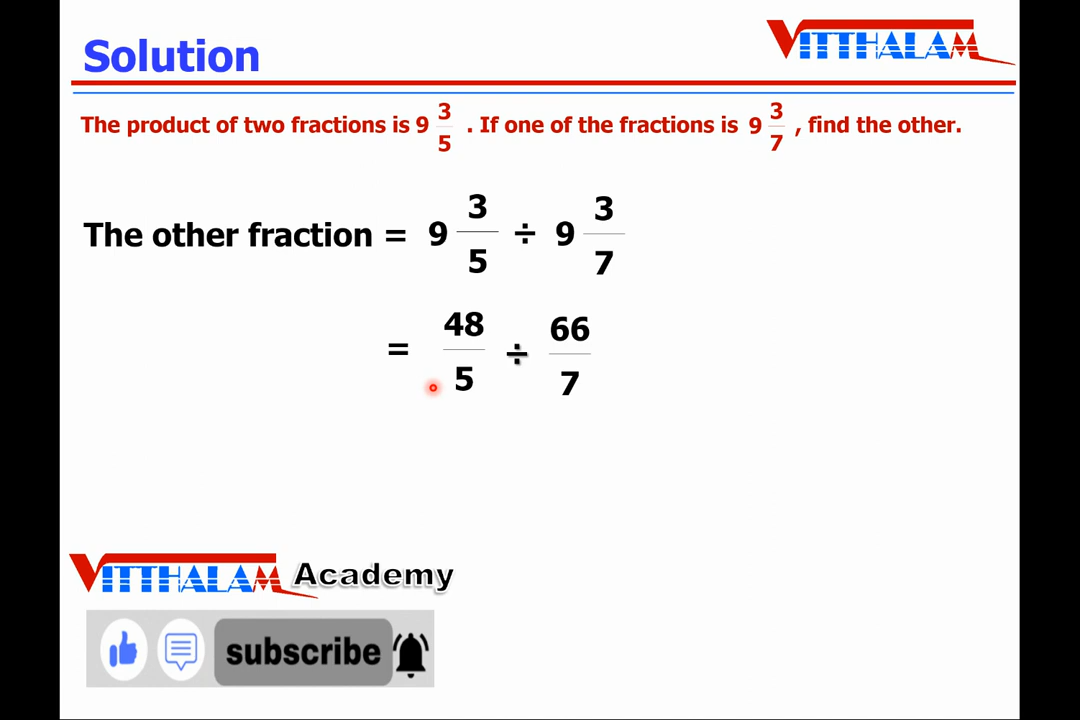 Solution
VITTHALAM
The product of two fractions is 9 3/5 . If one of the fractions is 9 3/7 , find the other.
The other fraction = 9 3/5 ÷ 9 3/7
= 48/5 ÷ 66/7
VITTHALAM Academy
subscribe